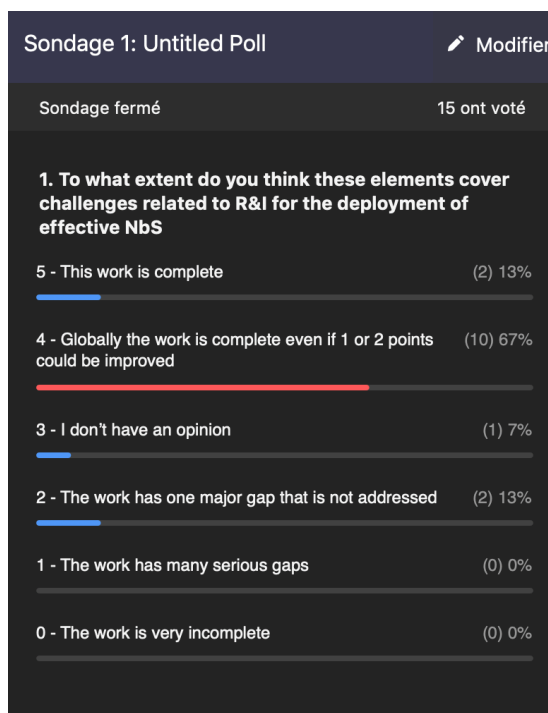 Sondage 1: Untitled Poll
Modifier
Sondage fermé
15 ont voté
1. To what extent do you think these elements cover
challenges related to R&I for the deployment of
effective NbS
5 - This work is complete (2) 13%
4 - Globally the work is complete even if 1 or 2 points (10) 67%
could be improved
3 - I don't have an opinion (1) 7%
2 - The work has one major gap that is not addressed (2) 13%
1 - The work has many serious gaps (0) 0%
0 - The work is very incomplete (0) 0%